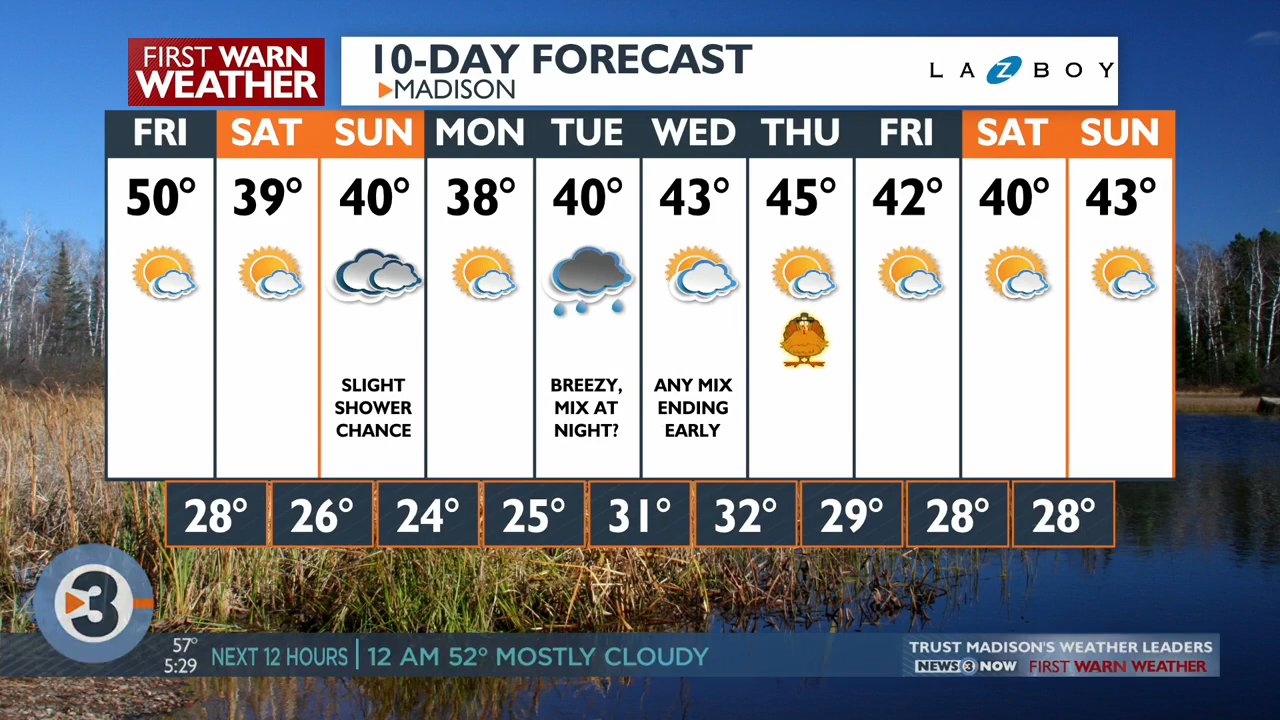 FIRST WARN
WEATHER
10-DAY FORECAST
MADISON
LA Z BOY
FRI SAT SUN MON TUE WED THU FRI SAT SUN
50° 39° 40° 38° 40° 43° 45° 42° 40° 43°
SLIGHT
SHOWER
CHANCE
BREEZY,
MIX AT
NIGHT?
ANY MIX
ENDING
EARLY
28° 26° 24° 25° 31° 32° 29° 28° 28°
3
57°
5:29
NEXT 12 HOURS | 12 AM 52° MOSTLY CLOUDY
TRUST MADISON'S WEATHER LEADERS
NEWS 3 NOW FIRST WARN WEATHER